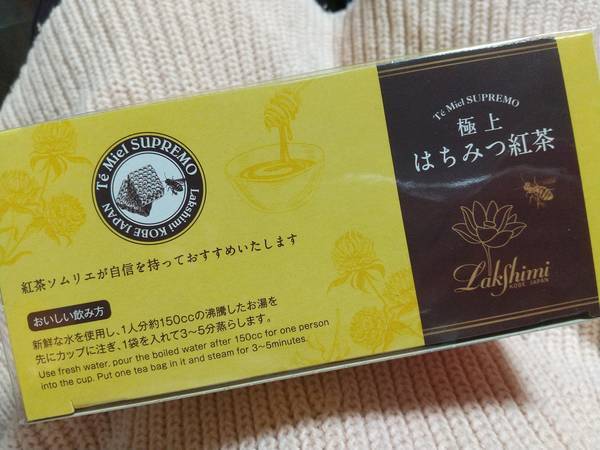 Té Miel SUPREMO
Lakshimi KOBE JAPAN
紅茶ソムリエが自信を持っておすすめいたします
おいしい飲み方
新鮮な水を使用し、1人分約150ccの沸騰したお湯を
先にカップに注ぎ、1袋を入れて3~5分蒸らします。
Use fresh water, pour the boiled water after 150cc for one person
into the cup. Put one tea bag in it and steam for 3~5minutes.
Té Miel SUPREMO
極上
はちみつ紅茶
Lakshimi
KOBE JAPAN